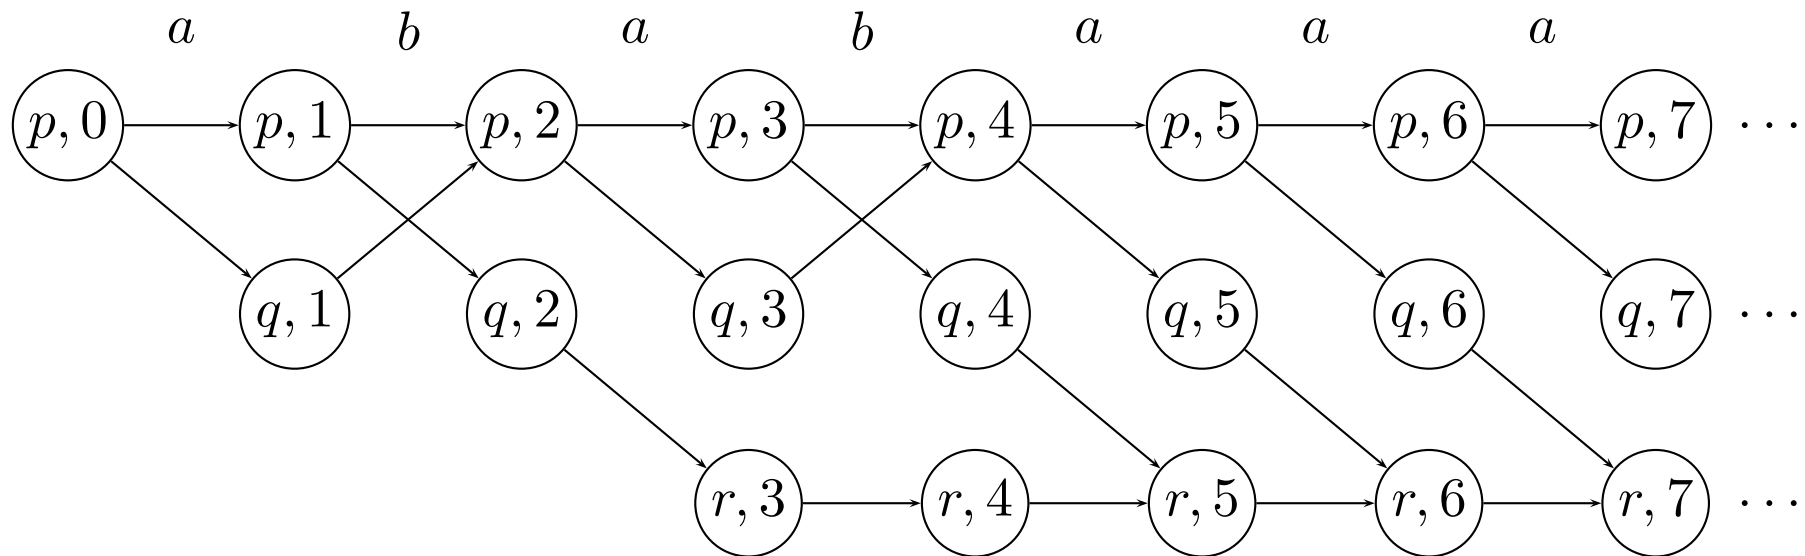 a b a b a a a
p, 0 p, 1 p, 2 p, 3 p, 4 p, 5 p, 6 p, 7 ···
q, 1 q, 2 q, 3 q, 4 q, 5 q, 6 q, 7 ···
r, 3 r, 4 r, 5 r, 6 r, 7 ···